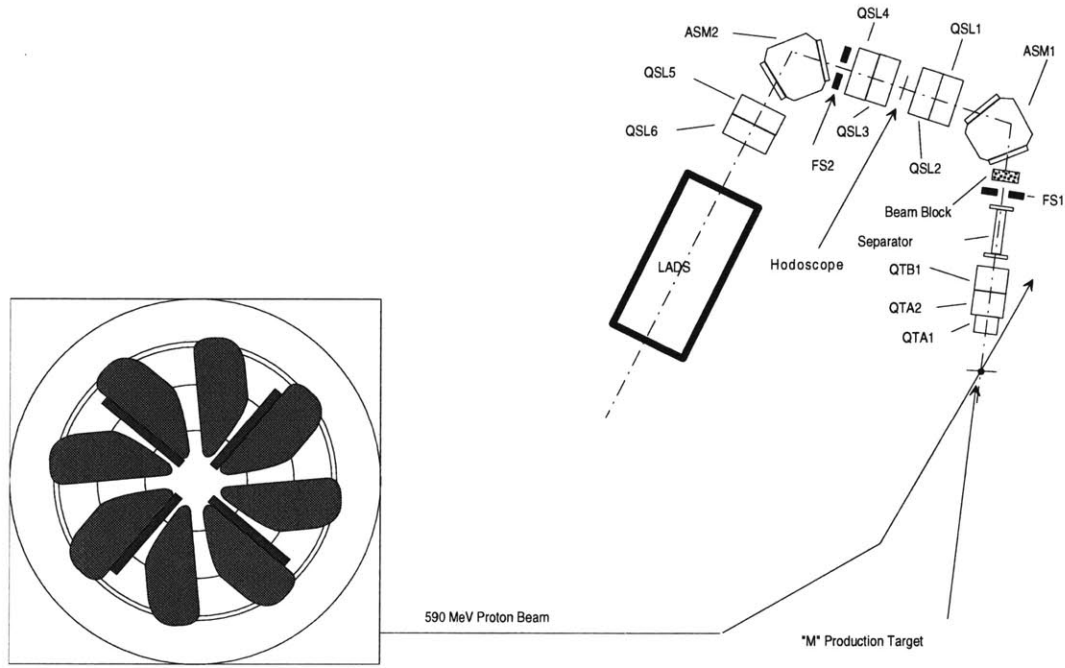 QSL4
QSL1
ASM2
ASM1
QSL5
QSL6
QSL3
FS2
QSL2
FS1
Beam Block
Separator
LADS
Hodoscope
QTB1
QTA2
QTA1
590 MeV Proton Beam
"M" Production Target